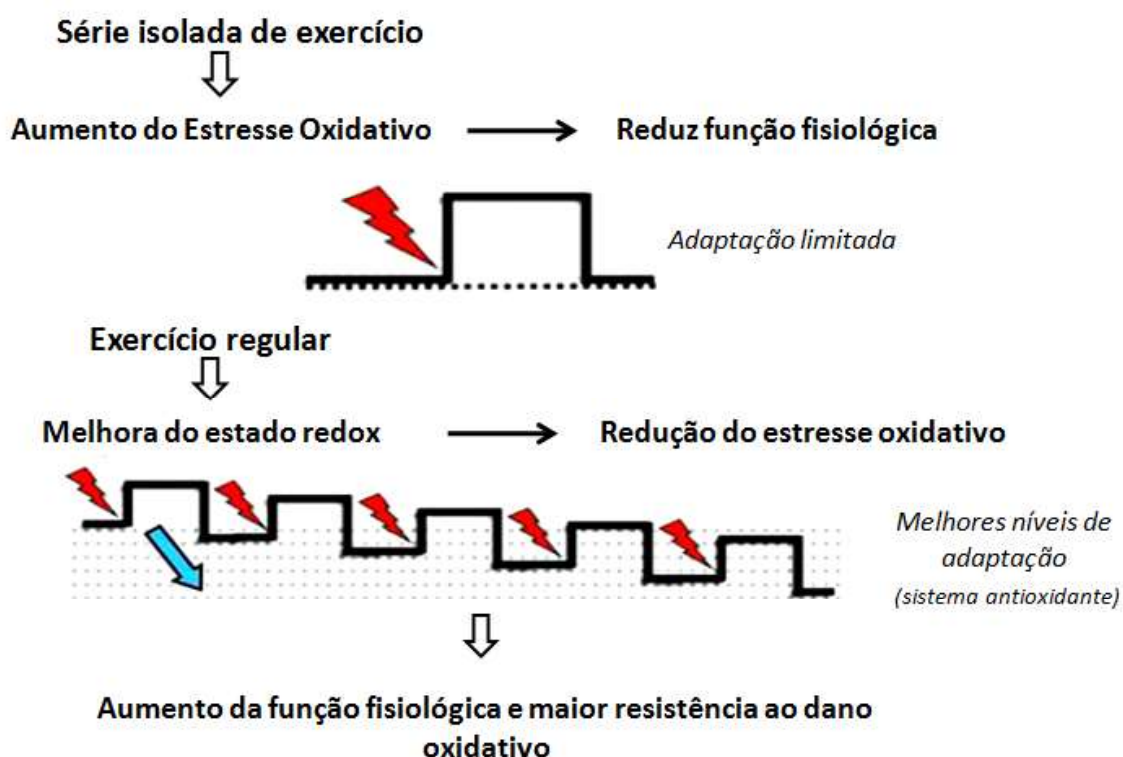 Série isolada de exercício
Aumento do Estresse Oxidativo
Reduz função fisiológica
Adaptação limitada
Exercício regular
Melhora do estado redox
Redução do estresse oxidativo
Melhores níveis de
adaptação
(sistema antioxidante)
Aumento da função fisiológica e maior resistência ao dano
oxidativo